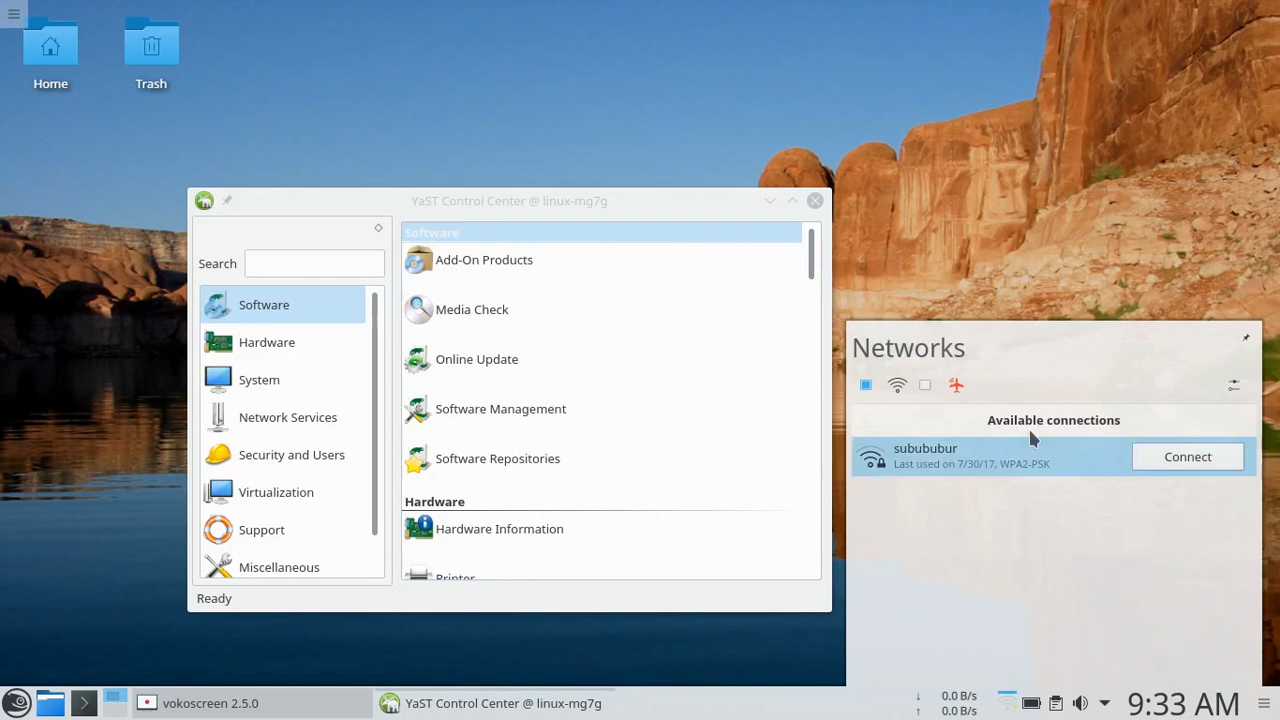 Home
Trash
YaST Control Center @ linux-mg7g
Search
Software
Hardware
System
Network Services
Security and Users
Virtualization
Support
Miscellaneous
Software
Add-On Products
Media Check
Online Update
Software Management
Software Repositories
Hardware
Hardware Information
Printer
Ready
Networks
Available connections
subububur
Last used on 7/30/17, WPA2-PSK
Connect
vokoscreen 2.5.0
YaST Control Center @ linux-mg7g
↓ 0.0 B/s
↑ 0.0 B/s
9:33 AM